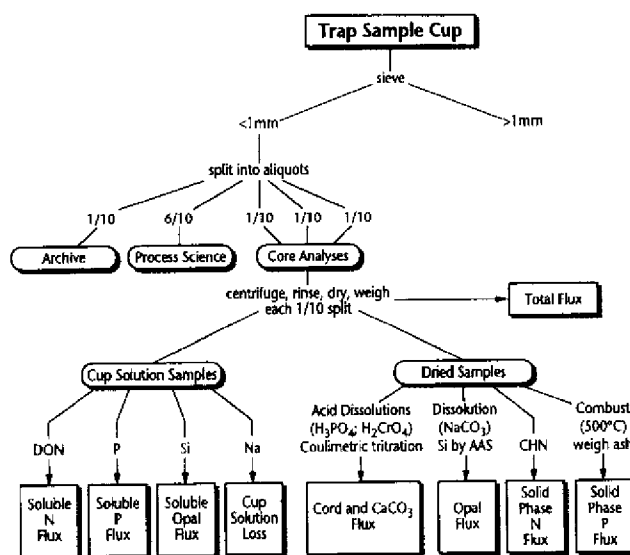 Trap Sample Cup
sieve
<1mm
>1mm
split into aliquots
1/10
6/10
1/10
1/10
1/10
Archive
Process Science
Core Analyses
centrifuge, rinse, dry, weigh
each 1/10 split
Total Flux
Cup Solution Samples
Dried Samples
DON
P
Si
Na
Acid Dissolutions
(H₃PO₄; H₂CrO₄)
Coulimetric tritration
Dissolution
(NaCO₃)
Si by AAS
CHN
Combust
(500°C)
weigh ash
Soluble
N
Flux
Soluble
P
Flux
Soluble
Opal
Flux
Cup
Solution
Loss
Cord and CaCO₃
Flux
Opal
Flux
Solid
Phase
N
Flux
Solid
Phase
P
Flux